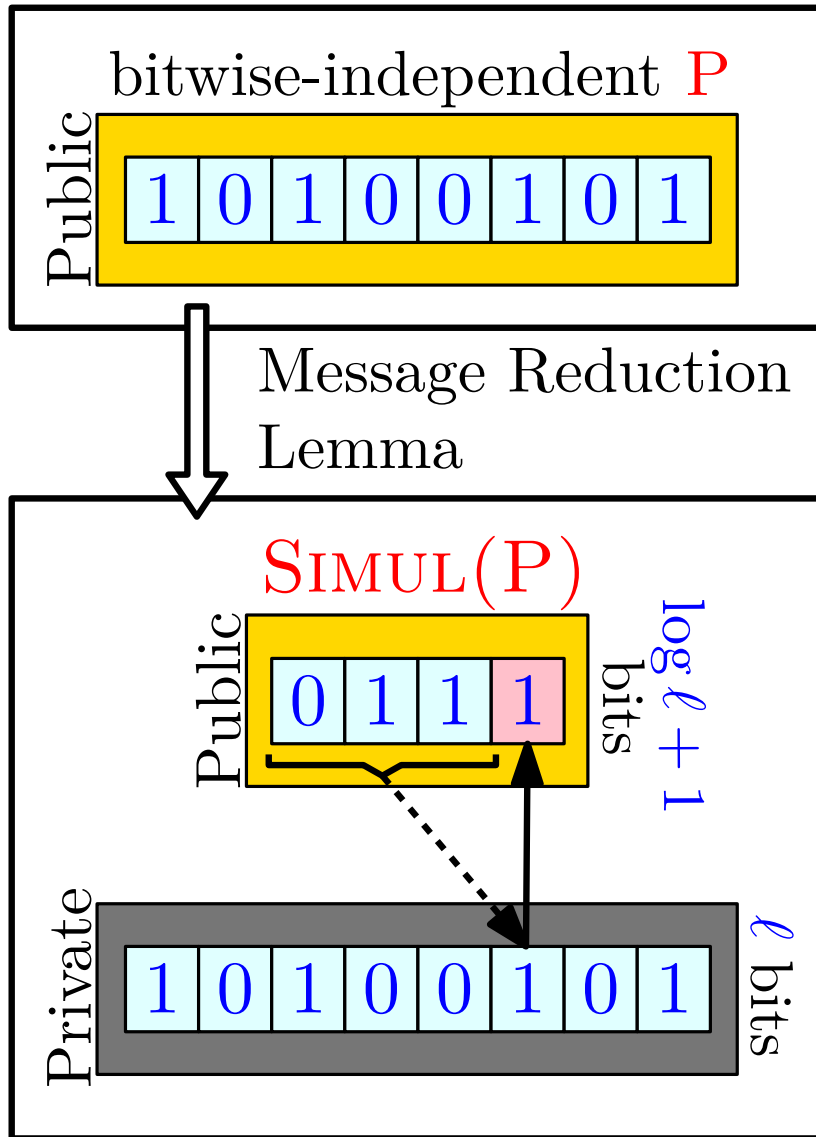 bitwise-independent P
Public
1 0 1 0 0 1 0 1
Message Reduction
Lemma
SIMUL(P)
Public
0 1 1 1
log ℓ + 1
bits
Private
1 0 1 0 0 1 0 1
ℓ bits